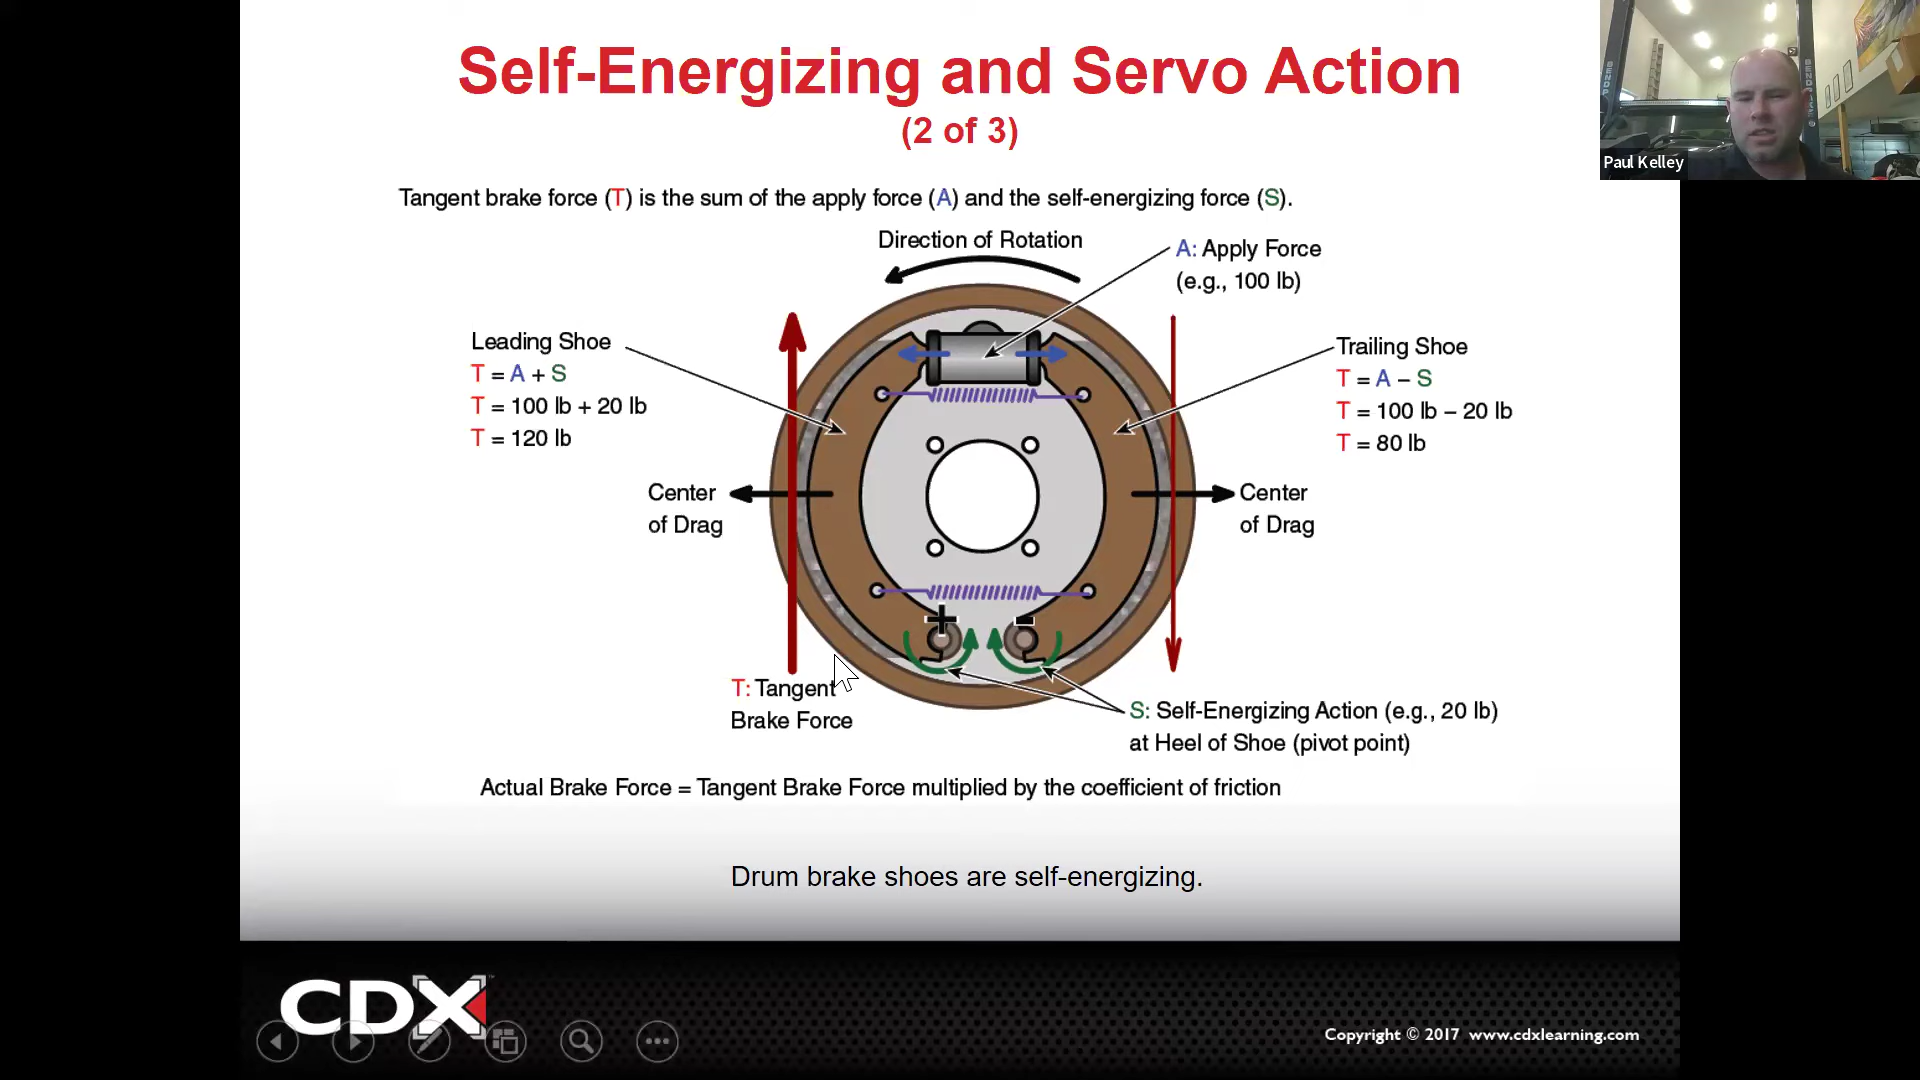 Self-Energizing and Servo Action
(2 of 3)
Paul Kelley
Tangent brake force (T) is the sum of the apply force (A) and the self-energizing force (S).
Direction of Rotation
A: Apply Force
(e.g., 100 lb)
Leading Shoe
T = A + S
T = 100 lb + 20 lb
T = 120 lb
Trailing Shoe
T = A – S
T = 100 lb – 20 lb
T = 80 lb
Center
of Drag
Center
of Drag
+
-
T: Tangent
Brake Force
S: Self-Energizing Action (e.g., 20 lb)
at Heel of Shoe (pivot point)
Actual Brake Force = Tangent Brake Force multiplied by the coefficient of friction
Drum brake shoes are self-energizing.
CDX
Copyright © 2017 www.cdxlearning.com